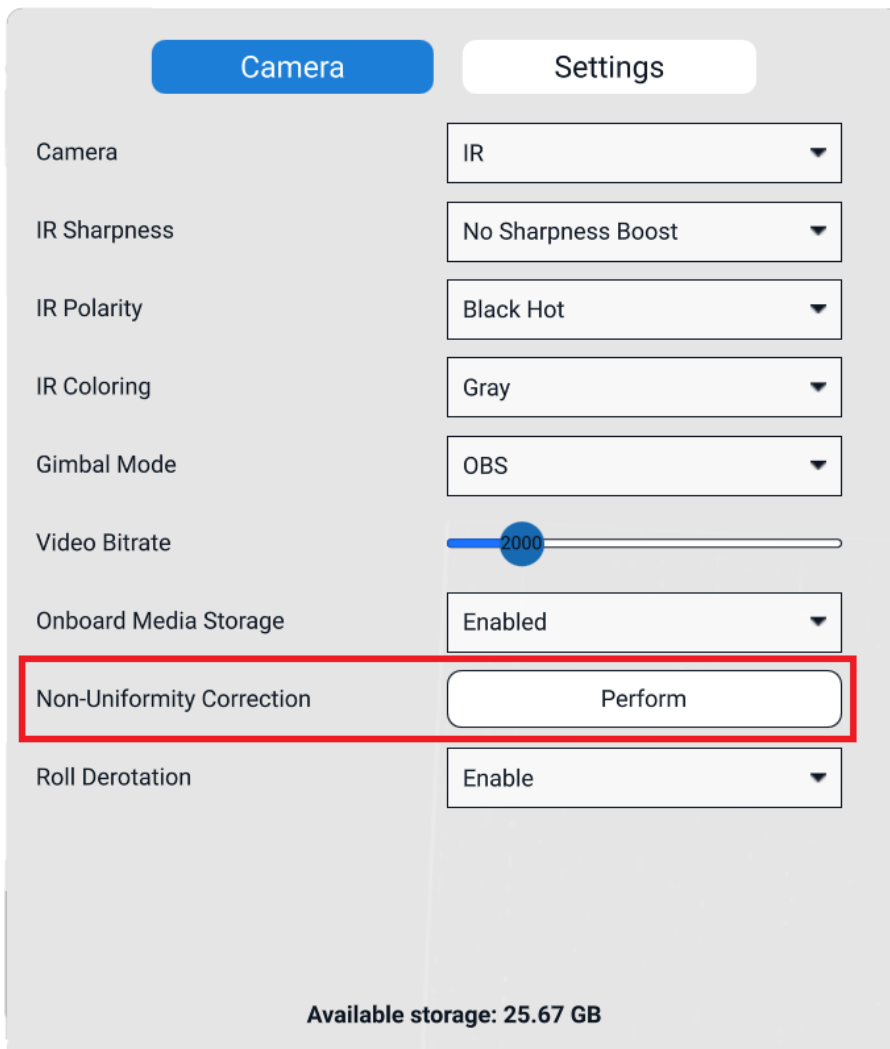 Camera Settings
Camera IR
IR Sharpness No Sharpness Boost
IR Polarity Black Hot
IR Coloring Gray
Gimbal Mode OBS
Video Bitrate 2000
Onboard Media Storage Enabled
Non-Uniformity Correction Perform
Roll Derotation Enable
Available storage: 25.67 GB